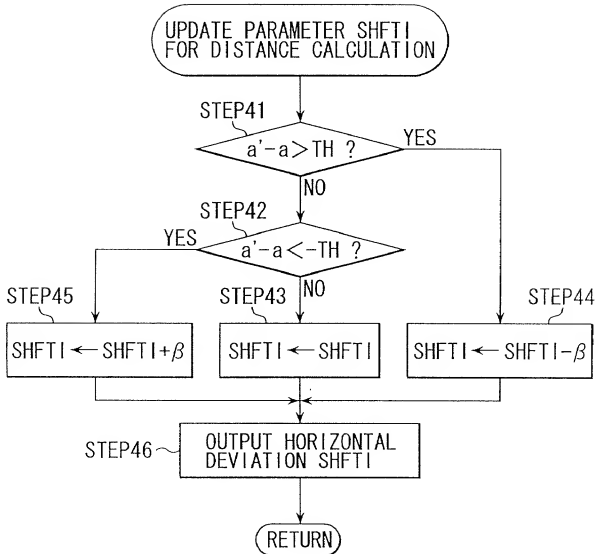 UPDATE PARAMETER SHFTI
FOR DISTANCE CALCULATION
STEP41
a'-a>TH ?
YES
NO
STEP42
a'-a<-TH ?
YES
NO
STEP45
SHFTI←SHFTI+β
STEP43
SHFTI←SHFTI
STEP44
SHFTI←SHFTI-β
STEP46
OUTPUT HORIZONTAL
DEVIATION SHFTI
RETURN